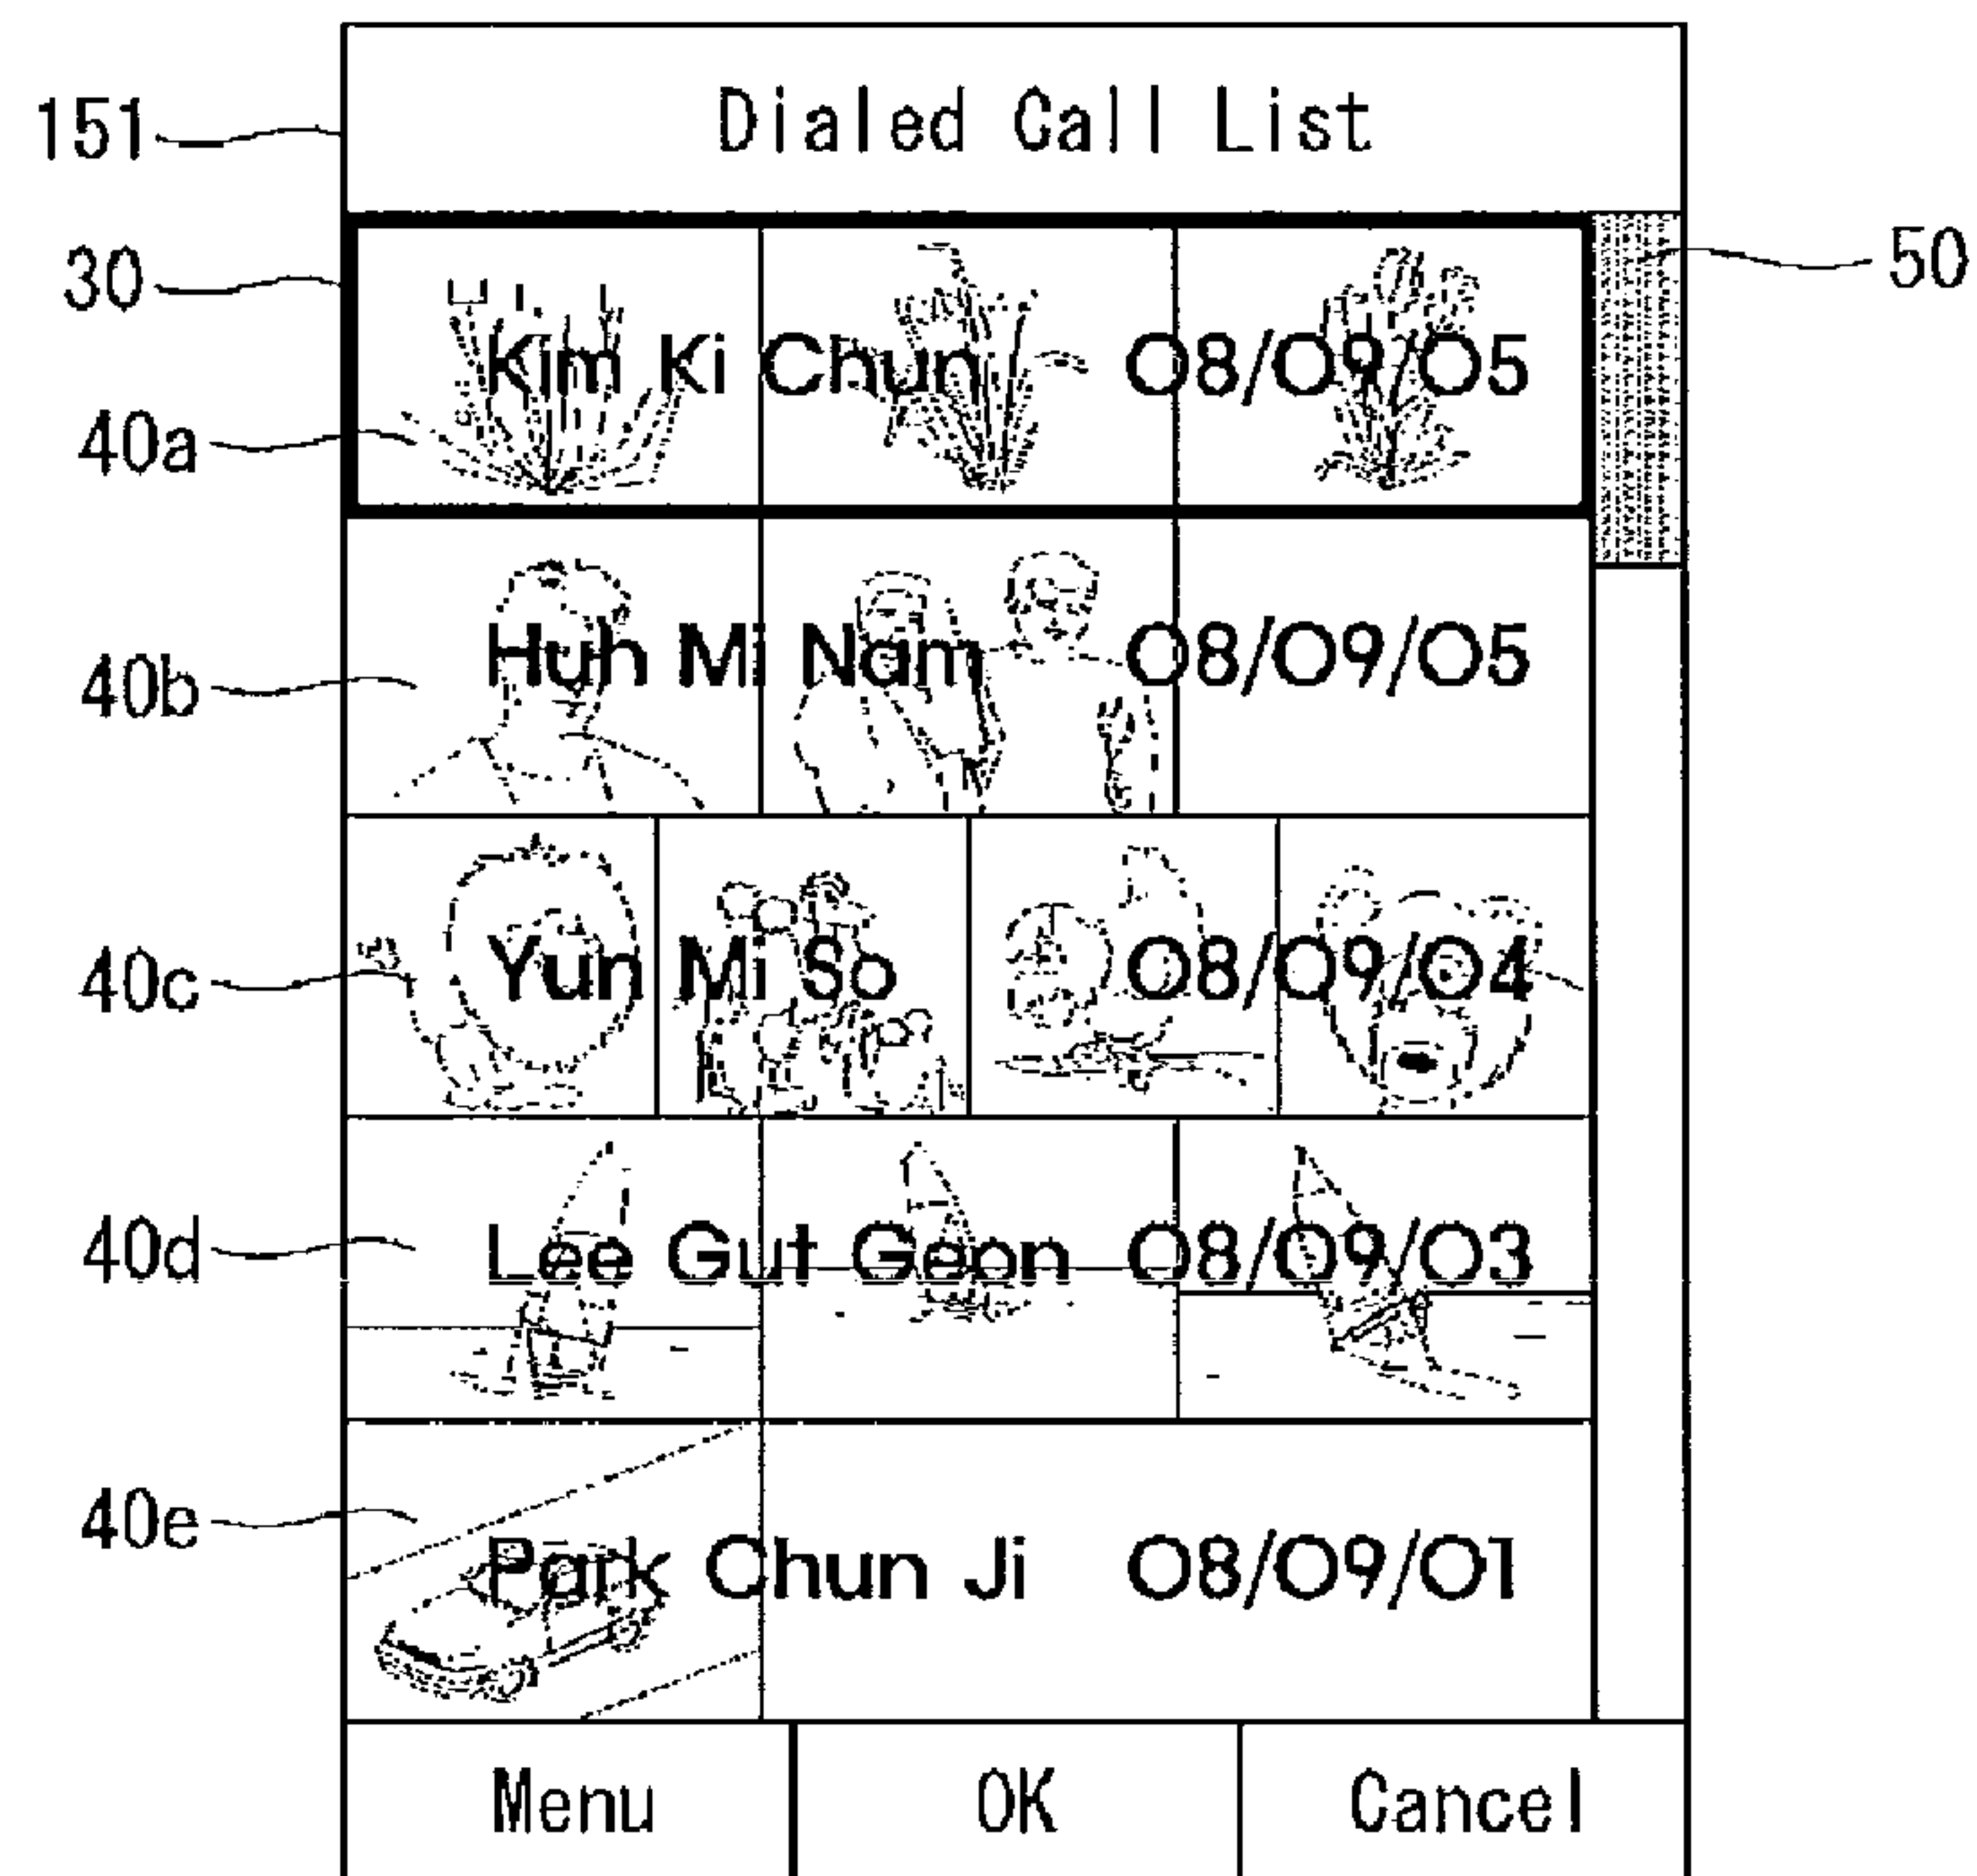 Dialed Call List
151
30
50
Kim Ki Chun 08/09/05
40a
Huh Mi Nam 08/09/05
40b
Yun Mi So 08/09/04
40c
Lee Gut Geon 08/09/03
40d
40e
Park Chun Ji 08/09/01
Menu OK Cancel